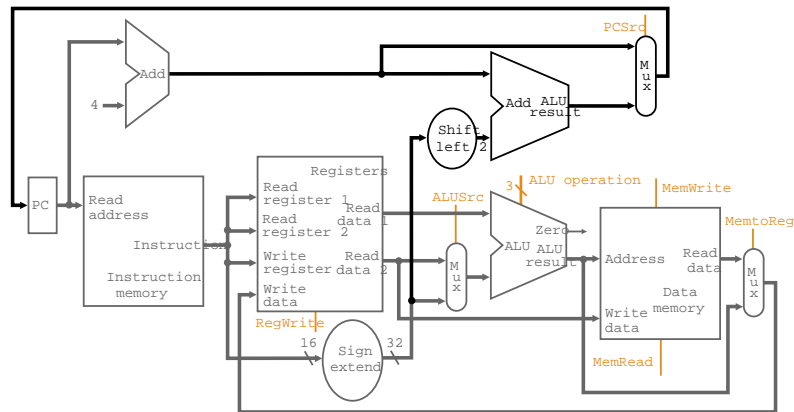 PCSrc
Add
4
M
u
x
Add
ALU
result
Shift
left 2
PC
Read
address
Instruction
Instruction
memory
Registers
Read
register 1
Read
register 2
Write
register
Write
data
Read
data 1
Read
data 2
RegWrite
16
Sign
extend
32
ALUSrc
M
u
x
3
ALU operation
Zero
ALU
ALU
result
MemWrite
Address
Read
data
Write
data
Data
memory
MemRead
MemtoReg
M
u
x